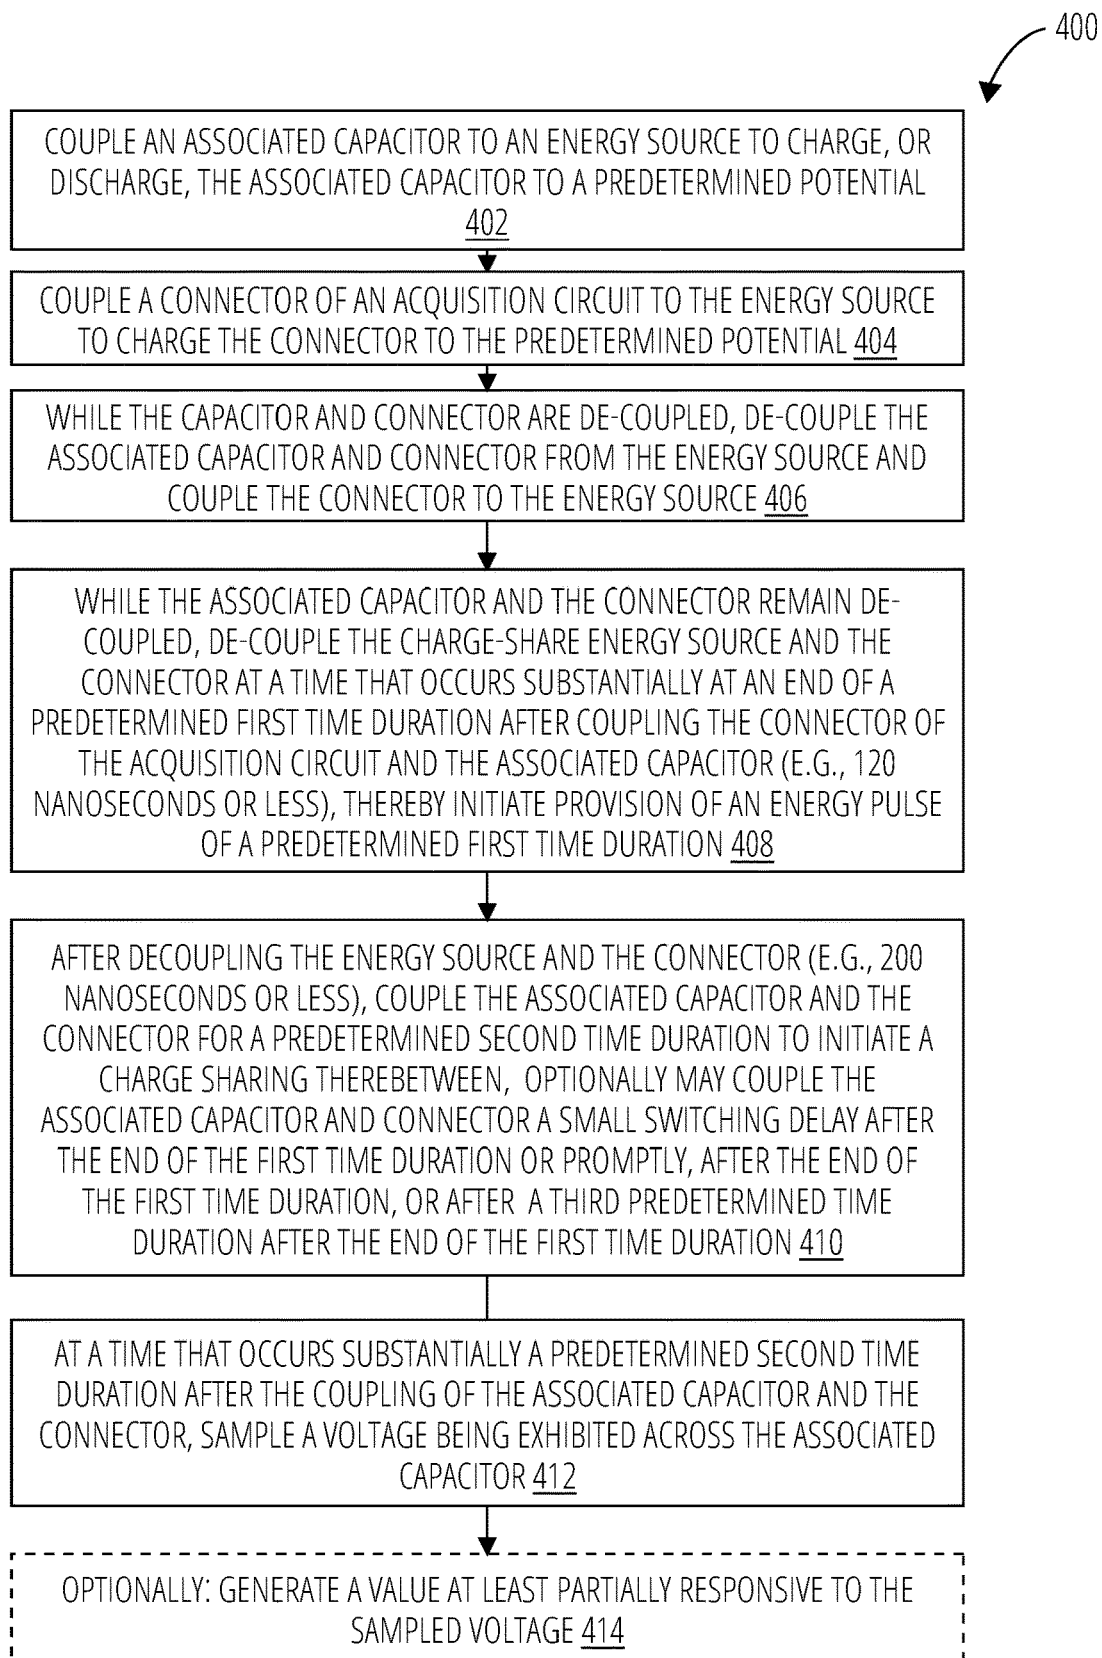 400
COUPLE AN ASSOCIATED CAPACITOR TO AN ENERGY SOURCE TO CHARGE, OR
DISCHARGE, THE ASSOCIATED CAPACITOR TO A PREDETERMINED POTENTIAL
402
COUPLE A CONNECTOR OF AN ACQUISITION CIRCUIT TO THE ENERGY SOURCE
TO CHARGE THE CONNECTOR TO THE PREDETERMINED POTENTIAL 404
WHILE THE CAPACITOR AND CONNECTOR ARE DE-COUPLED, DE-COUPLE THE
ASSOCIATED CAPACITOR AND CONNECTOR FROM THE ENERGY SOURCE AND
COUPLE THE CONNECTOR TO THE ENERGY SOURCE 406
WHILE THE ASSOCIATED CAPACITOR AND THE CONNECTOR REMAIN DE-
COUPLED, DE-COUPLE THE CHARGE-SHARE ENERGY SOURCE AND THE
CONNECTOR AT A TIME THAT OCCURS SUBSTANTIALLY AT AN END OF A
PREDETERMINED FIRST TIME DURATION AFTER COUPLING THE CONNECTOR OF
THE ACQUISITION CIRCUIT AND THE ASSOCIATED CAPACITOR (E.G., 120
NANOSECONDS OR LESS), THEREBY INITIATE PROVISION OF AN ENERGY PULSE
OF A PREDETERMINED FIRST TIME DURATION 408
AFTER DECOUPLING THE ENERGY SOURCE AND THE CONNECTOR (E.G., 200
NANOSECONDS OR LESS), COUPLE THE ASSOCIATED CAPACITOR AND THE
CONNECTOR FOR A PREDETERMINED SECOND TIME DURATION TO INITIATE A
CHARGE SHARING THEREBETWEEN, OPTIONALLY MAY COUPLE THE
ASSOCIATED CAPACITOR AND CONNECTOR A SMALL SWITCHING DELAY AFTER
THE END OF THE FIRST TIME DURATION OR PROMPTLY, AFTER THE END OF
THE FIRST TIME DURATION, OR AFTER A THIRD PREDETERMINED TIME
DURATION AFTER THE END OF THE FIRST TIME DURATION 410
AT A TIME THAT OCCURS SUBSTANTIALLY A PREDETERMINED SECOND TIME
DURATION AFTER THE COUPLING OF THE ASSOCIATED CAPACITOR AND THE
CONNECTOR, SAMPLE A VOLTAGE BEING EXHIBITED ACROSS THE ASSOCIATED
CAPACITOR 412
OPTIONALLY: GENERATE A VALUE AT LEAST PARTIALLY RESPONSIVE TO THE
SAMPLED VOLTAGE 414